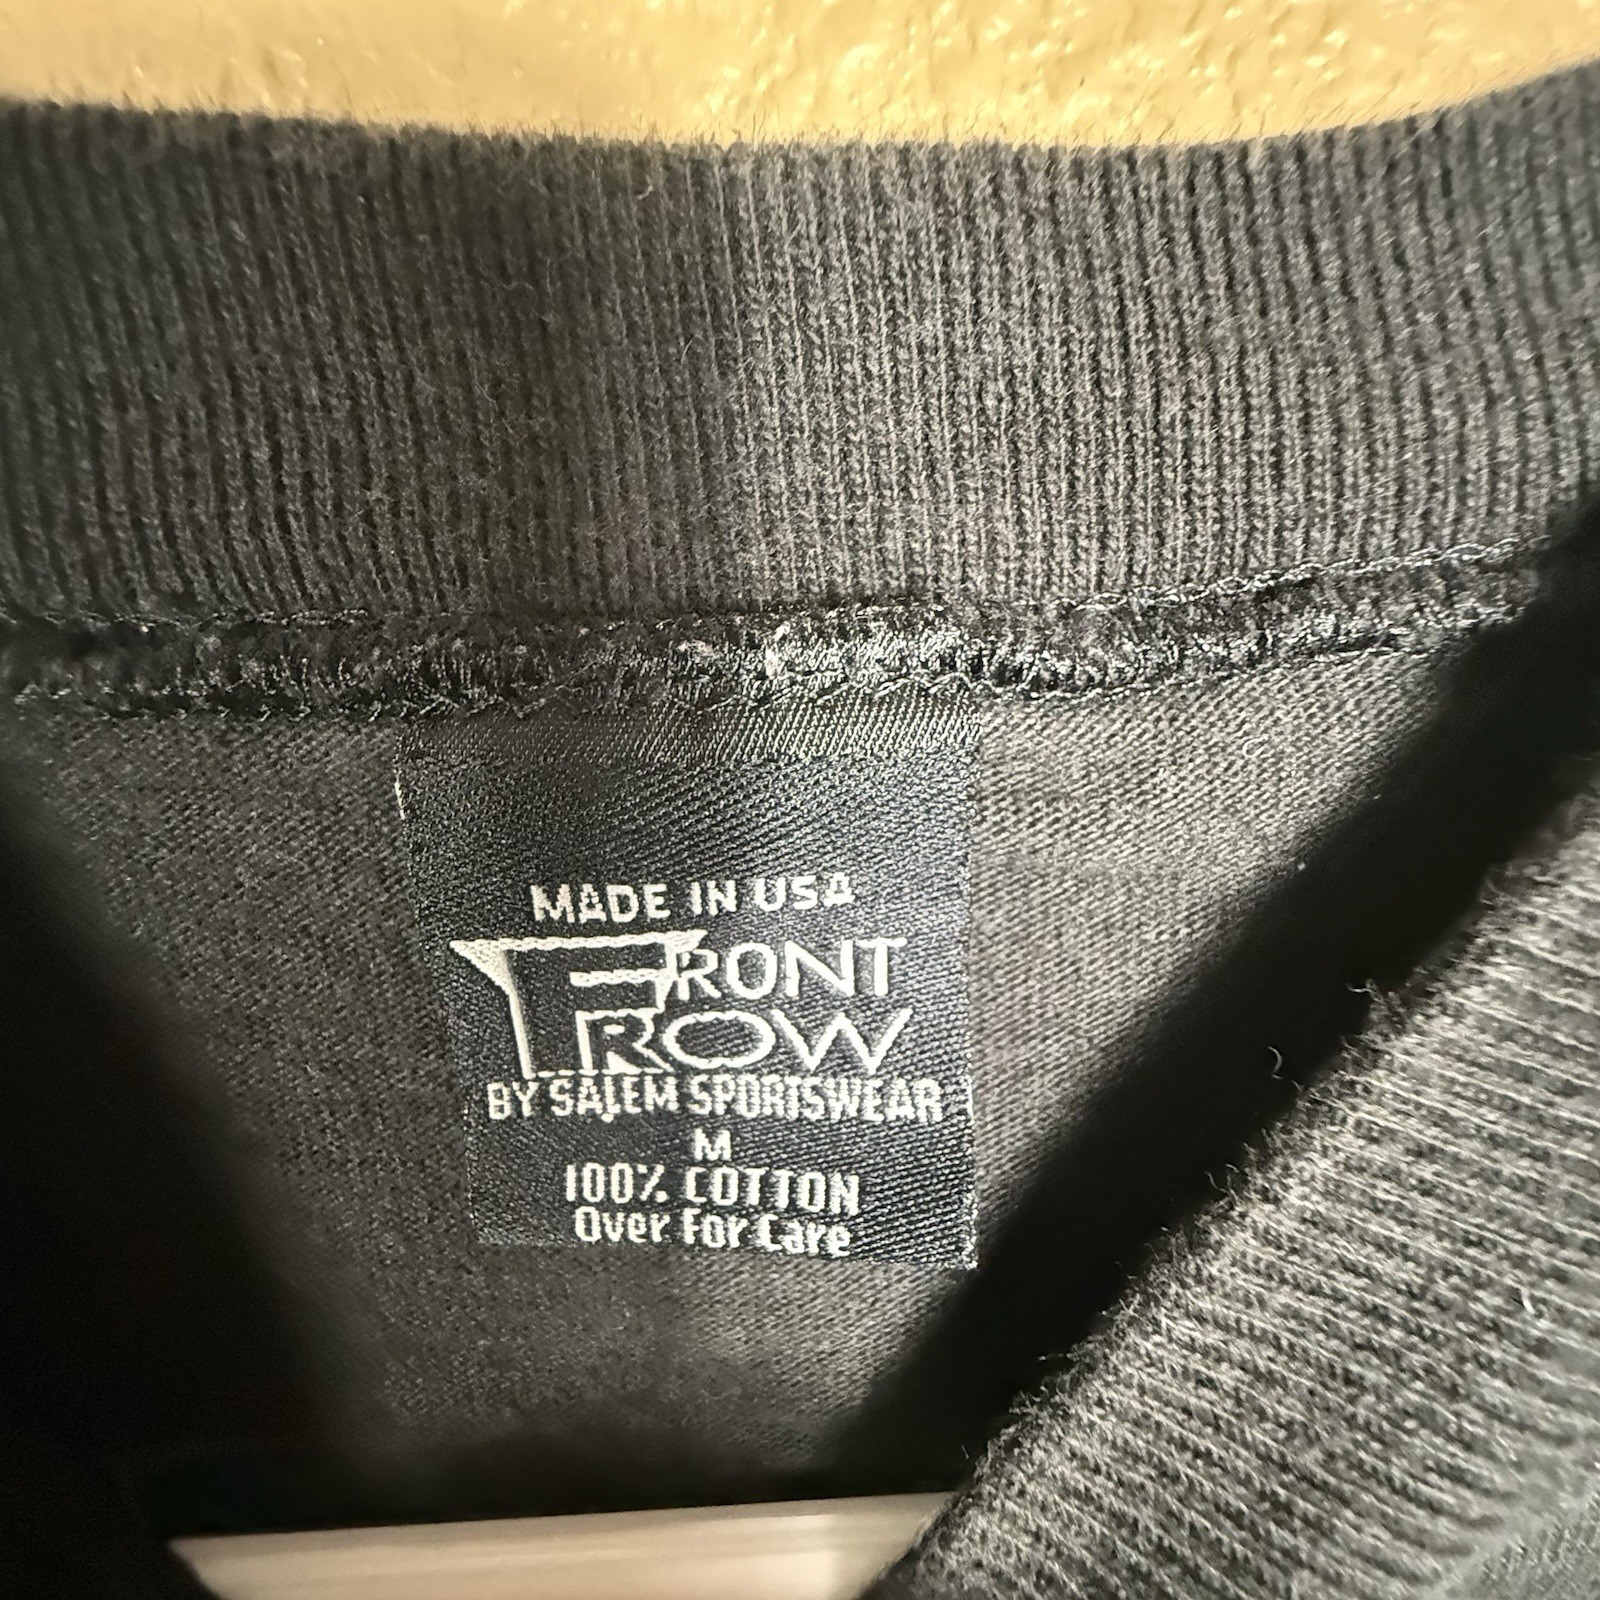 MADE IN USA
FRONT
ROW
BY SALEM SPORTSWEAR
M
100% COTTON
Over For Care